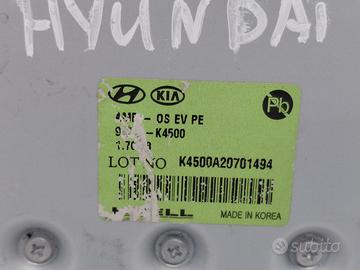 HYUNDAI
KIA
Pb
OS EV PE
K4500
LOT NO K4500A20701494
MADE IN KOREA
subito